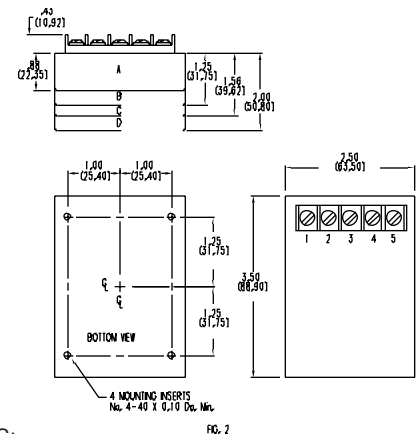 .43
(10,92)
.88
(22,35)
A
B
C
D
1,25
(31,75)
1,56
(39,62)
2,00
(50,80)
1,00
(25,40)
1,00
(25,40)
1,25
(31,75)
1,25
(31,75)
BOTTOM VIEW
4 MOUNTING INSERTS
No, 4-40 X 0,10 Dp, Min,
2,50
(63,50)
1 2 3 4 5
3,50
(88,90)
FIG, 2